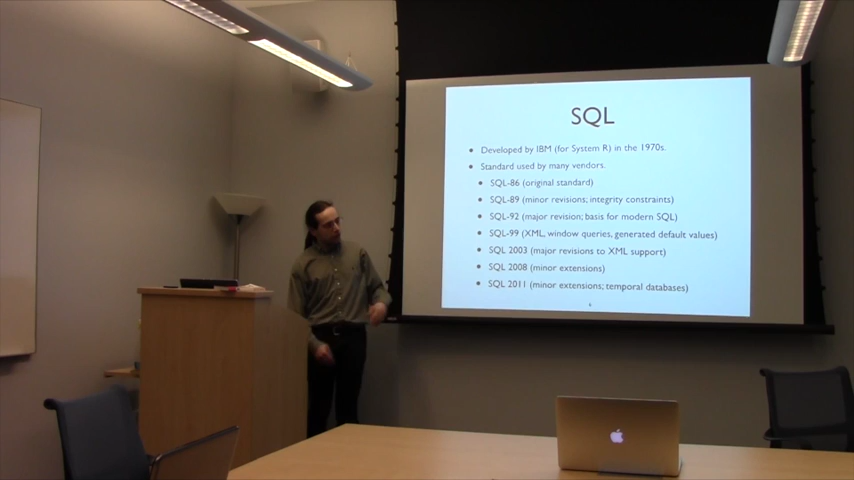 SQL
• Developed by IBM (for System R) in the 1970s.
• Standard used by many vendors.
• SQL-86 (original standard)
• SQL-89 (minor revisions; integrity constraints)
• SQL-92 (major revision; basis for modern SQL)
• SQL-99 (XML, window queries, generated default values)
• SQL 2003 (major revisions to XML support)
• SQL 2008 (minor extensions)
• SQL 2011 (minor extensions; temporal databases)